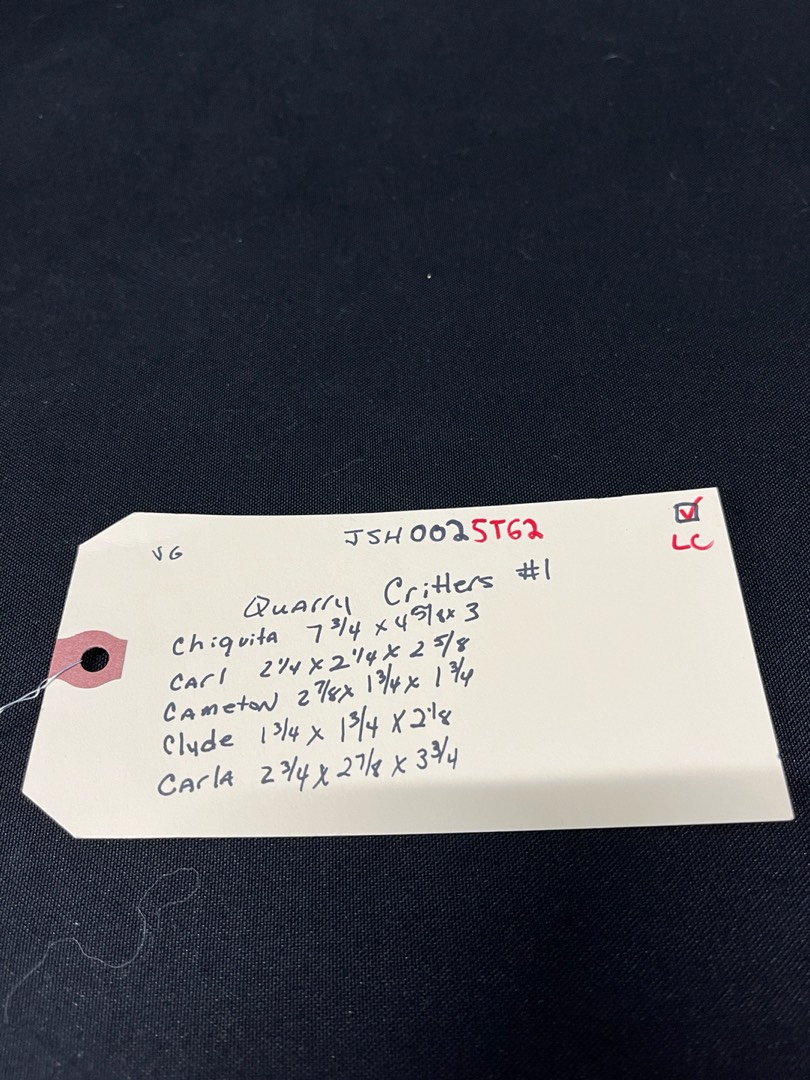 VG
JSH0025TG2
LC
Quarry Critters #1
Chiquita 7 3/4 x 4 5/8 x 3
Carl 2 1/4 x 2 1/4 x 2 5/8
Cameton 2 7/8 x 1 3/4 x 1 3/4
Clyde 1 3/4 x 1 3/4 x 2 1/8
Carla 2 3/4 x 2 7/8 x 3 3/4